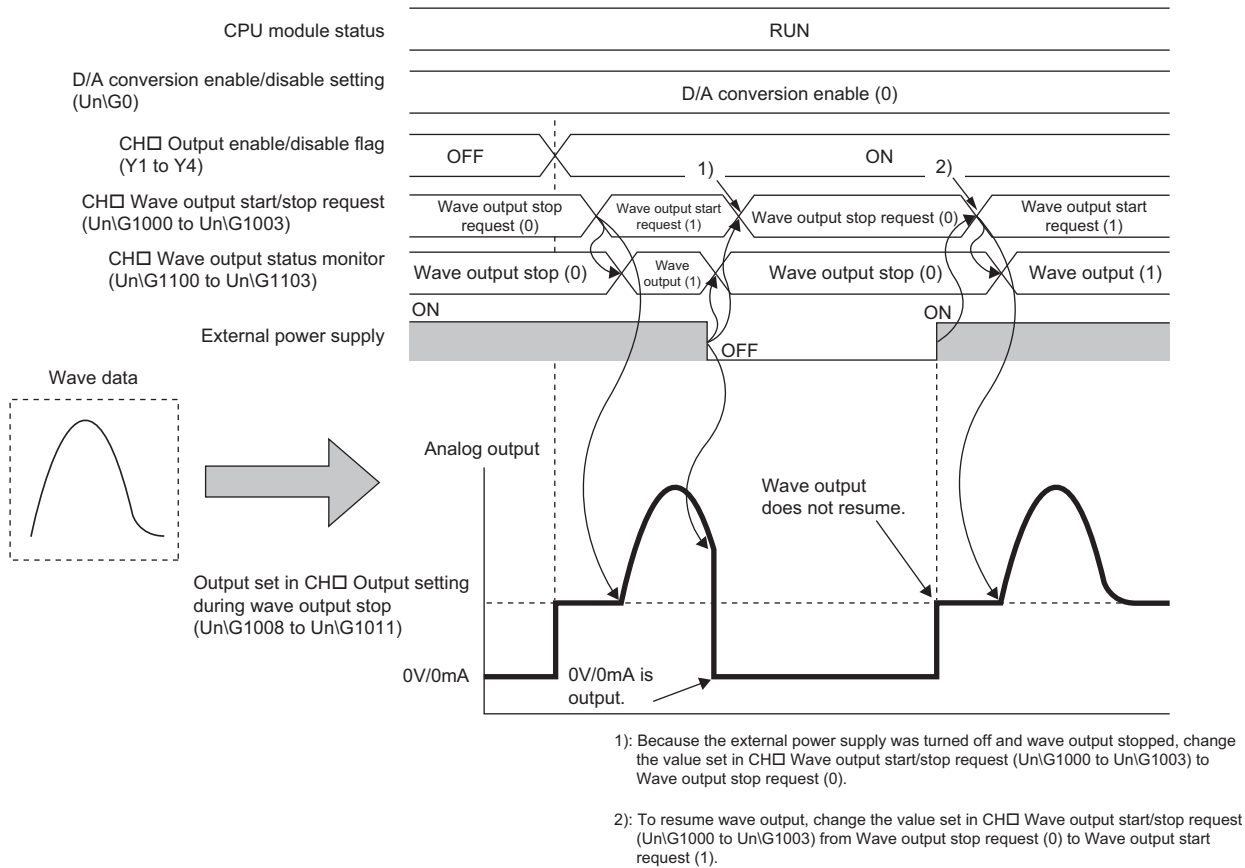 CPU module status
RUN
D/A conversion enable/disable setting
(Un\G0)
D/A conversion enable (0)
CH□ Output enable/disable flag
(Y1 to Y4)
OFF
ON
1)
2)
CH□ Wave output start/stop request
(Un\G1000 to Un\G1003)
Wave output stop
request (0)
Wave output start
request (1)
Wave output stop request (0)
Wave output start
request (1)
CH□ Wave output status monitor
(Un\G1100 to Un\G1103)
Wave output stop (0)
Wave
output (1)
Wave output stop (0)
Wave output (1)
External power supply
ON
OFF
ON
Wave data
Analog output
Wave output
does not resume.
Output set in CH□ Output setting
during wave output stop
(Un\G1008 to Un\G1011)
0V/0mA
0V/0mA is
output.
1): Because the external power supply was turned off and wave output stopped, change
the value set in CH□ Wave output start/stop request (Un\G1000 to Un\G1003) to
Wave output stop request (0).
2): To resume wave output, change the value set in CH□ Wave output start/stop request
(Un\G1000 to Un\G1003) from Wave output stop request (0) to Wave output start
request (1).